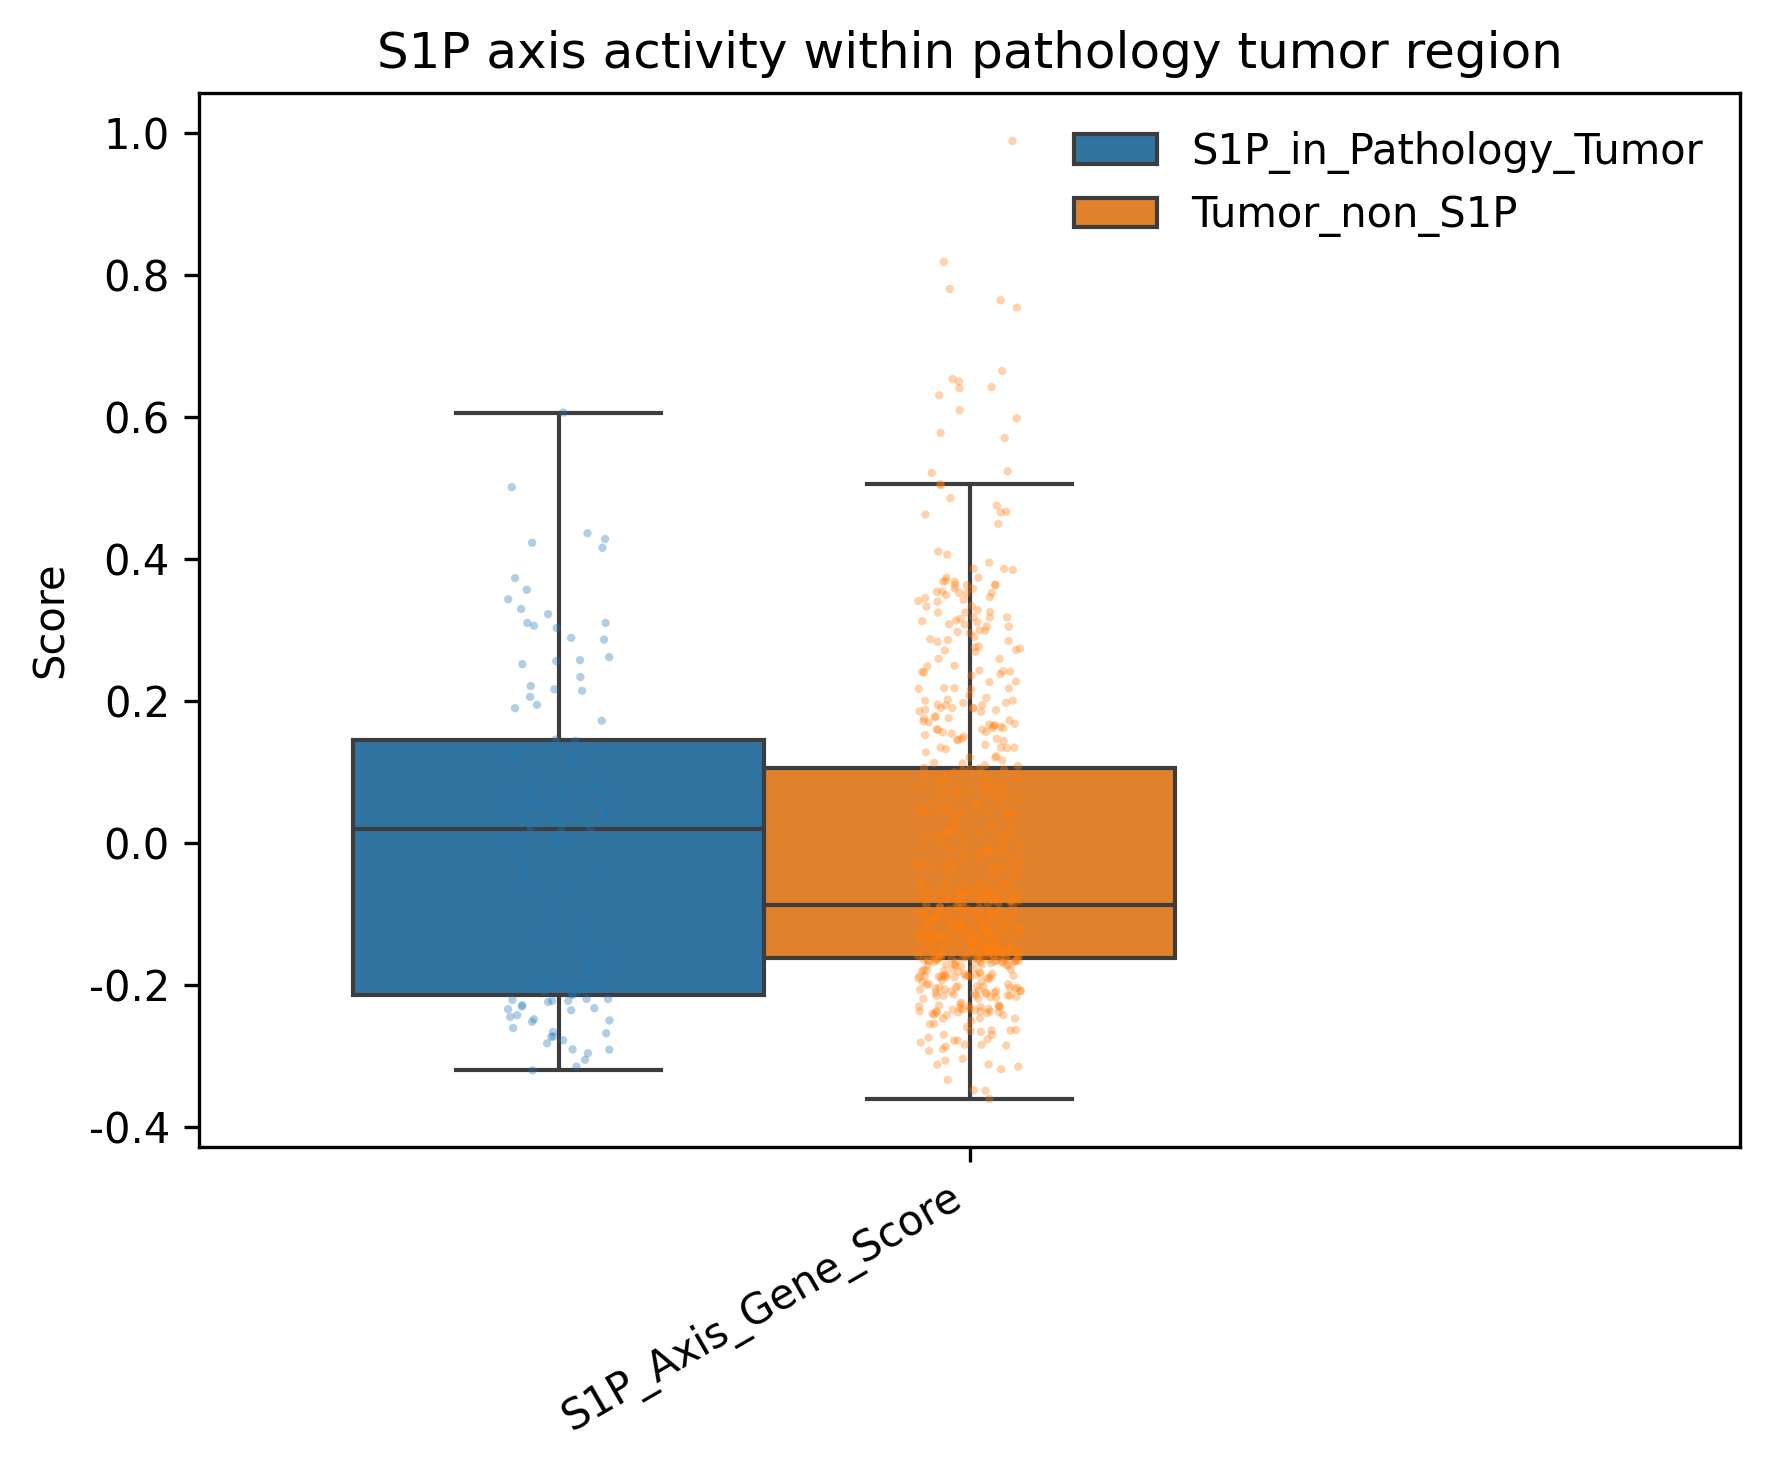 S1P axis activity within pathology tumor region
S1P_in_Pathology_Tumor
Tumor_non_S1P
1.0
0.8
0.6
0.4
0.2
0.0
-0.2
-0.4
Score
S1P_Axis_Gene_Score